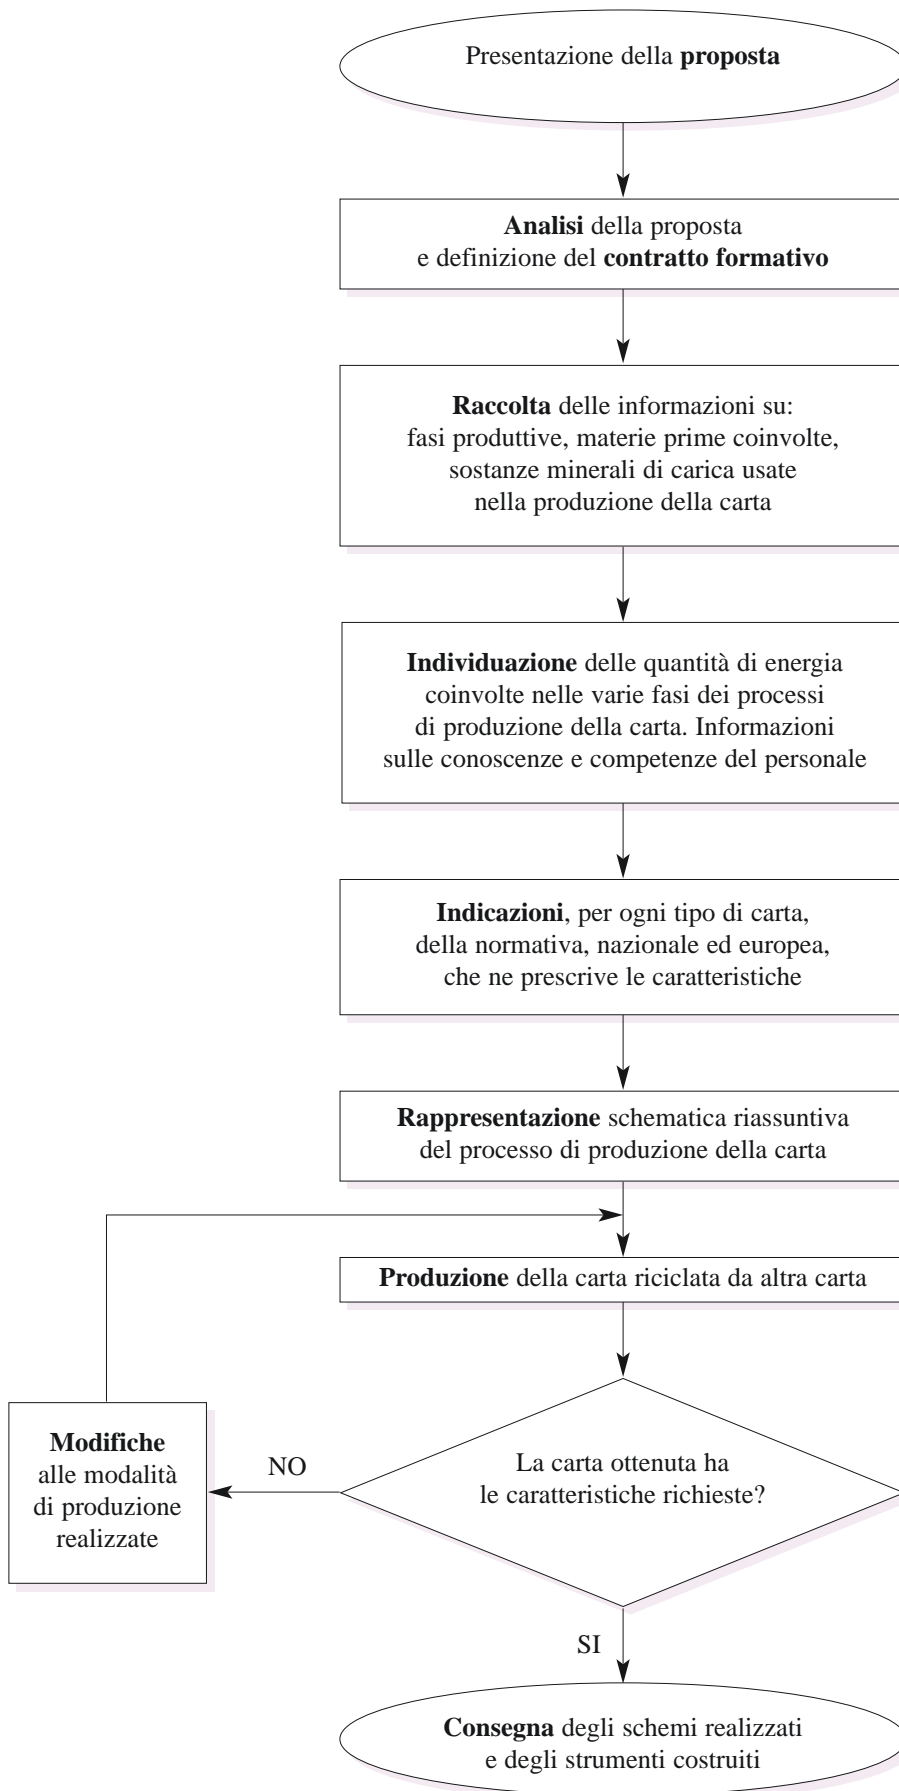 Presentazione della proposta
Analisi della proposta
e definizione del contratto formativo
Raccolta delle informazioni su:
fasi produttive, materie prime coinvolte,
sostanze minerali di carica usate
nella produzione della carta
Individuazione delle quantità di energia
coinvolte nelle varie fasi dei processi
di produzione della carta. Informazioni
sulle conoscenze e competenze del personale
Indicazioni, per ogni tipo di carta,
della normativa, nazionale ed europea,
che ne prescrive le caratteristiche
Rappresentazione schematica riassuntiva
del processo di produzione della carta
Produzione della carta riciclata da altra carta
La carta ottenuta ha
le caratteristiche richieste?
NO
Modifiche
alle modalità
di produzione
realizzate
SI
Consegna degli schemi realizzati
e degli strumenti costruiti